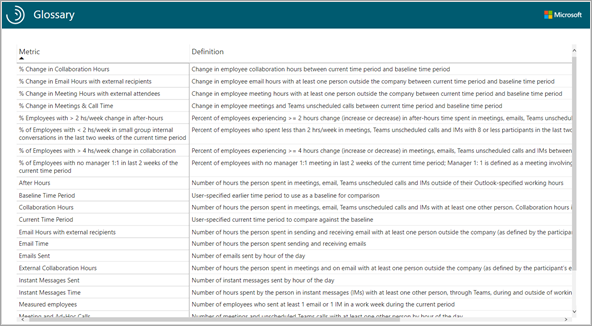 Glossary
Microsoft
Metric Definition
% Change in Collaboration Hours Change in employee collaboration hours between current time period and baseline time period
% Change in Email Hours with external recipients Change in employee email hours with at least one person outside the company between current time period and baseline time period
% Change in Meeting Hours with external attendees Change in employee meeting hours with at least one person outside the company between current time period and baseline time period
% Change in Meetings & Call Time Change in employee meetings and Teams unscheduled calls between current time period and baseline time period
% Employees with > 2 hs/week change in after-hours Percent of employees experiencing >= 2 hours change (increase or decrease) in after-hours time spent in meetings, emails, Teams unscheduled
% of Employees with < 2 hs/week in small group internal Percent of employees who spent less than 2 hrs/week in meetings, Teams unscheduled calls and IMs with 8 or less participants in the last two
conversations in the last two weeks of the current time period
% of Employees with > 4 hs/week change in collaboration Percent of employees experiencing >= 4 hours change (increase or decrease) in meetings, emails, Teams unscheduled calls and IMs between
% of Employees with no manager 1:1 in last 2 weeks of the Percent of employees with no manager 1:1 meeting in last 2 weeks of the current time period; Manager 1: 1 is defined as a meeting involving
current time period
After Hours Number of hours the person spent in meetings, email, Teams unscheduled calls and IMs outside of their Outlook-specified working hours
Baseline Time Period User-specified earlier time period to use as a baseline for comparison
Collaboration Hours Number of hours the person spent in meetings, email, Teams unscheduled calls and IMs with at least one other person. Collaboration hours i
Current Time Period User-specified current time period to compare against the baseline
Email Hours with external recipients Number of hours the person spent in sending and receiving email with at least one person outside the company (as defined by the participant
Email Time Number of hours the person spent sending and receiving emails
Emails Sent Number of emails sent by hour of the day
External Collaboration Hours Number of hours the person spent in meetings and on email with at least one person outside the company (as defined by the participant's e
Instant Messages Sent Number of instant messages sent by hour of the day
Instant Messages Time Number of hours spent by the person in instant messages (IMs) with at least one other person, through Teams, during and outside of working
Measured employees Number of employees who sent at least 1 email or 1 IM in a work week during the current period
Meeting and Ad-Hoc Calls Number of meetings and unscheduled Teams calls with at least one other person by hour of the day